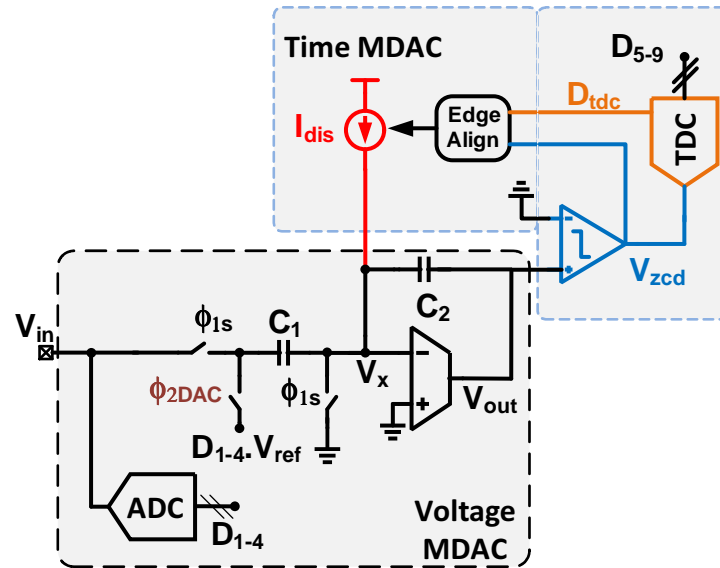 Time MDAC
D5-9
Dtdc
Edge
Align
TDC
Idis
−
+
Vzcd
C2
Vin
ϕ1s
C1
Vx
−
+
ϕ2DAC
ϕ1s
Vout
D1-4.Vref
ADC
D1-4
Voltage
MDAC